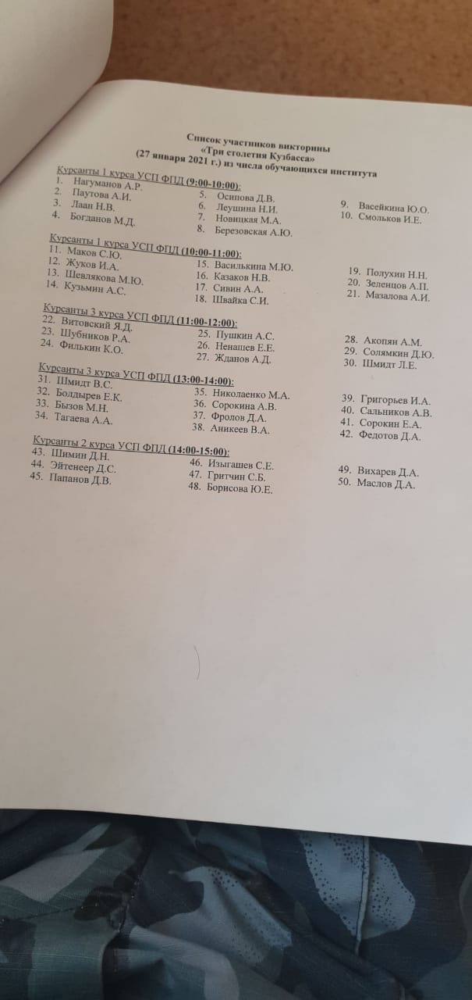 Список участников викторины
«Три столетия Кузбасса»
(27 января 2021 г.) из числа обучающихся института
Курсанты 1 курса УСП ФПД (9:00-10:00):
1. Нагуманов А.Р.
2. Паутова А.И.
3. Лаан Н.В.
4. Богданов М.Д.
5. Осипова Д.В.
6. Леушина Н.И.
7. Новицкая М.А.
8. Березовская А.Ю.
9. Васейкина Ю.О.
10. Смольков И.Е.
Курсанты 1 курса УСП ФПД (10:00-11:00):
11. Маков С.Ю.
12. Жуков И.А.
13. Шевлякова М.Ю.
14. Кузьмин А.С.
15. Василькина М.Ю.
16. Казаков Н.В.
17. Сивин А.А.
18. Швайка С.И.
19. Полухин Н.Н.
20. Зеленцов А.П.
21. Мазалова А.И.
Курсанты 3 курса УСП ФПД (11:00-12:00):
22. Витовский Я.Д.
23. Шубников Р.А.
24. Филькин К.О.
25. Пушкин А.С.
26. Ненашев Е.Е.
27. Жданов А.Д.
28. Акопян А.М.
29. Солямкин Д.Ю.
30. Шмидт Л.Е.
Курсанты 3 курса УСП ФПД (13:00-14:00):
31. Шмидт В.С.
32. Болдырев Е.К.
33. Бызов М.Н.
34. Тагаева А.А.
35. Николаенко М.А.
36. Сорокина А.В.
37. Фролов Д.А.
38. Аникеев В.А.
39. Григорьев И.А.
40. Сальников А.В.
41. Сорокин Е.А.
42. Федотов Д.А.
Курсанты 2 курса УСП ФПД (14:00-15:00):
43. Шимин Д.Н.
44. Эйтенеер Д.С.
45. Папанов Д.В.
46. Изыгашев С.Е.
47. Гритчин С.Б.
48. Борисова Ю.Е.
49. Вихарев Д.А.
50. Маслов Д.А.